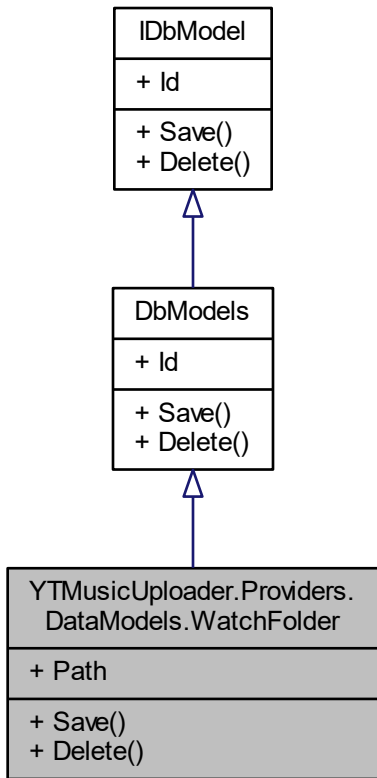 IDbModel
+ Id
+ Save()
+ Delete()
DbModels
+ Id
+ Save()
+ Delete()
YTMusicUploader.Providers.
DataModels.WatchFolder
+ Path
+ Save()
+ Delete()